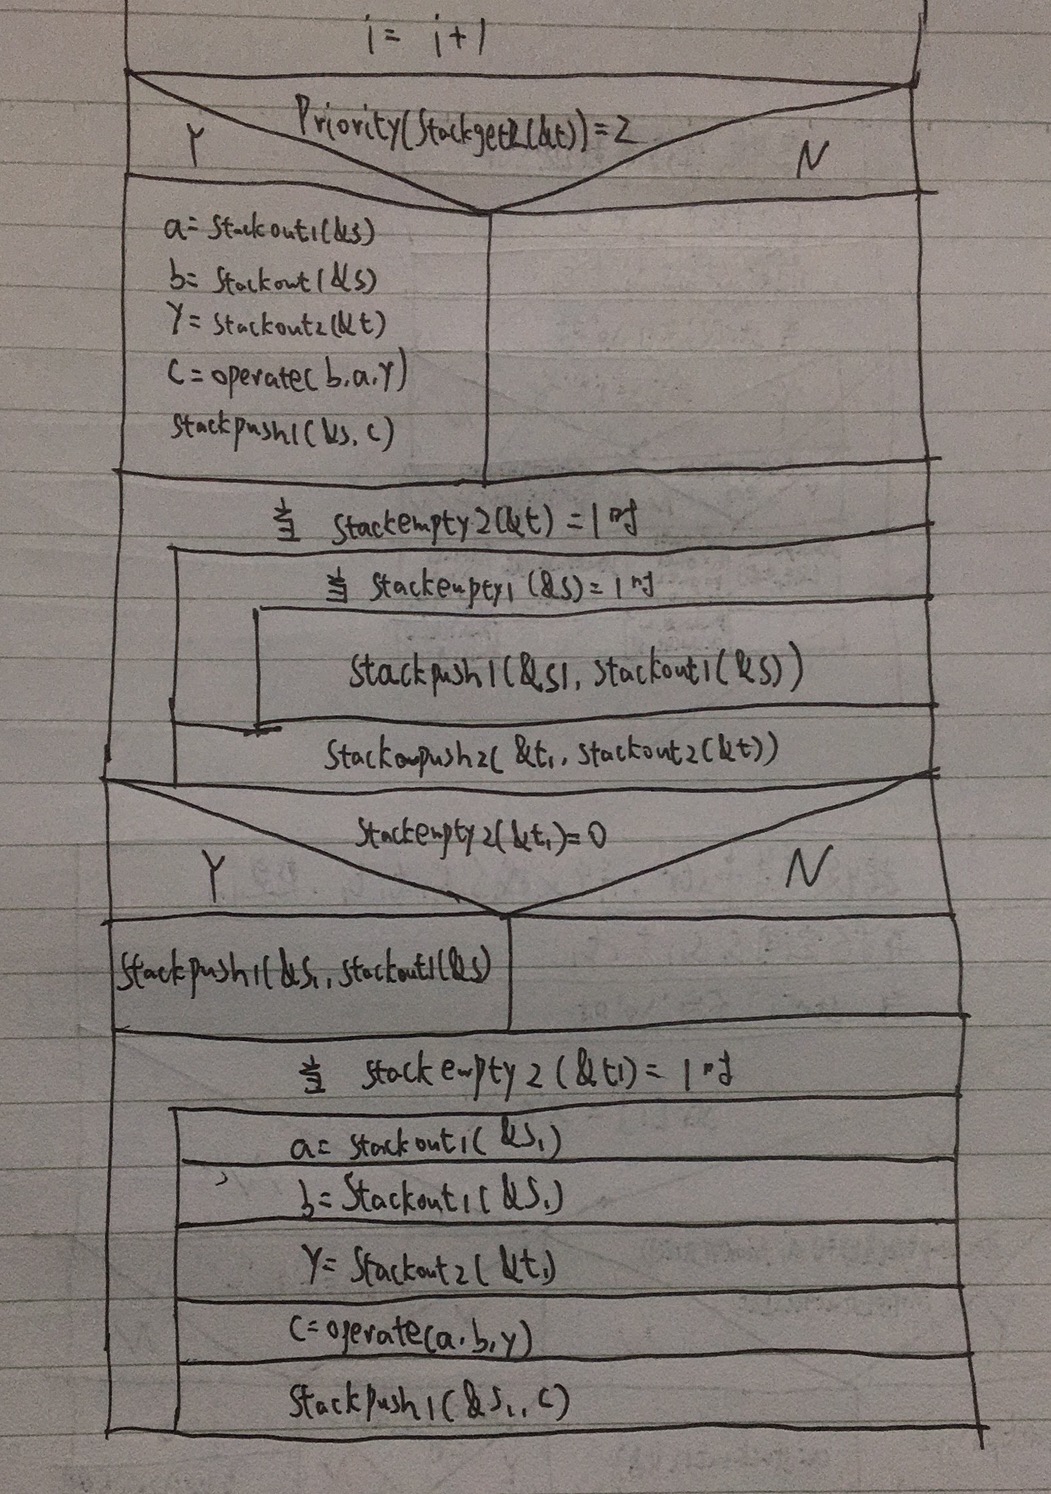 i = i+1
Priority(Stackget2(&t))=2
Y
N
a= Stackout1(&s)
b= Stackout1(&s)
Y= Stackout2(&t)
C= operate(b,a,Y)
Stackpush1(&s, c)
当 Stackempty2(&t) = 1时
当 Stackempty1(&s)=1时
Stackpush1(&s1, Stackout1(&s))
push2( &t1, Stackout2(&t))
Stackempty2(&t1)=0
Y
N
Stackpush1(&s1, Stackout1(&s)
当 Stackempty2(&t1)= 1时
a= Stackout1(&s1)
b= Stackout1(&s1)
Y= Stackout2(&t1)
C=operate(a,b,y)
Stackpush1(&s1, c)